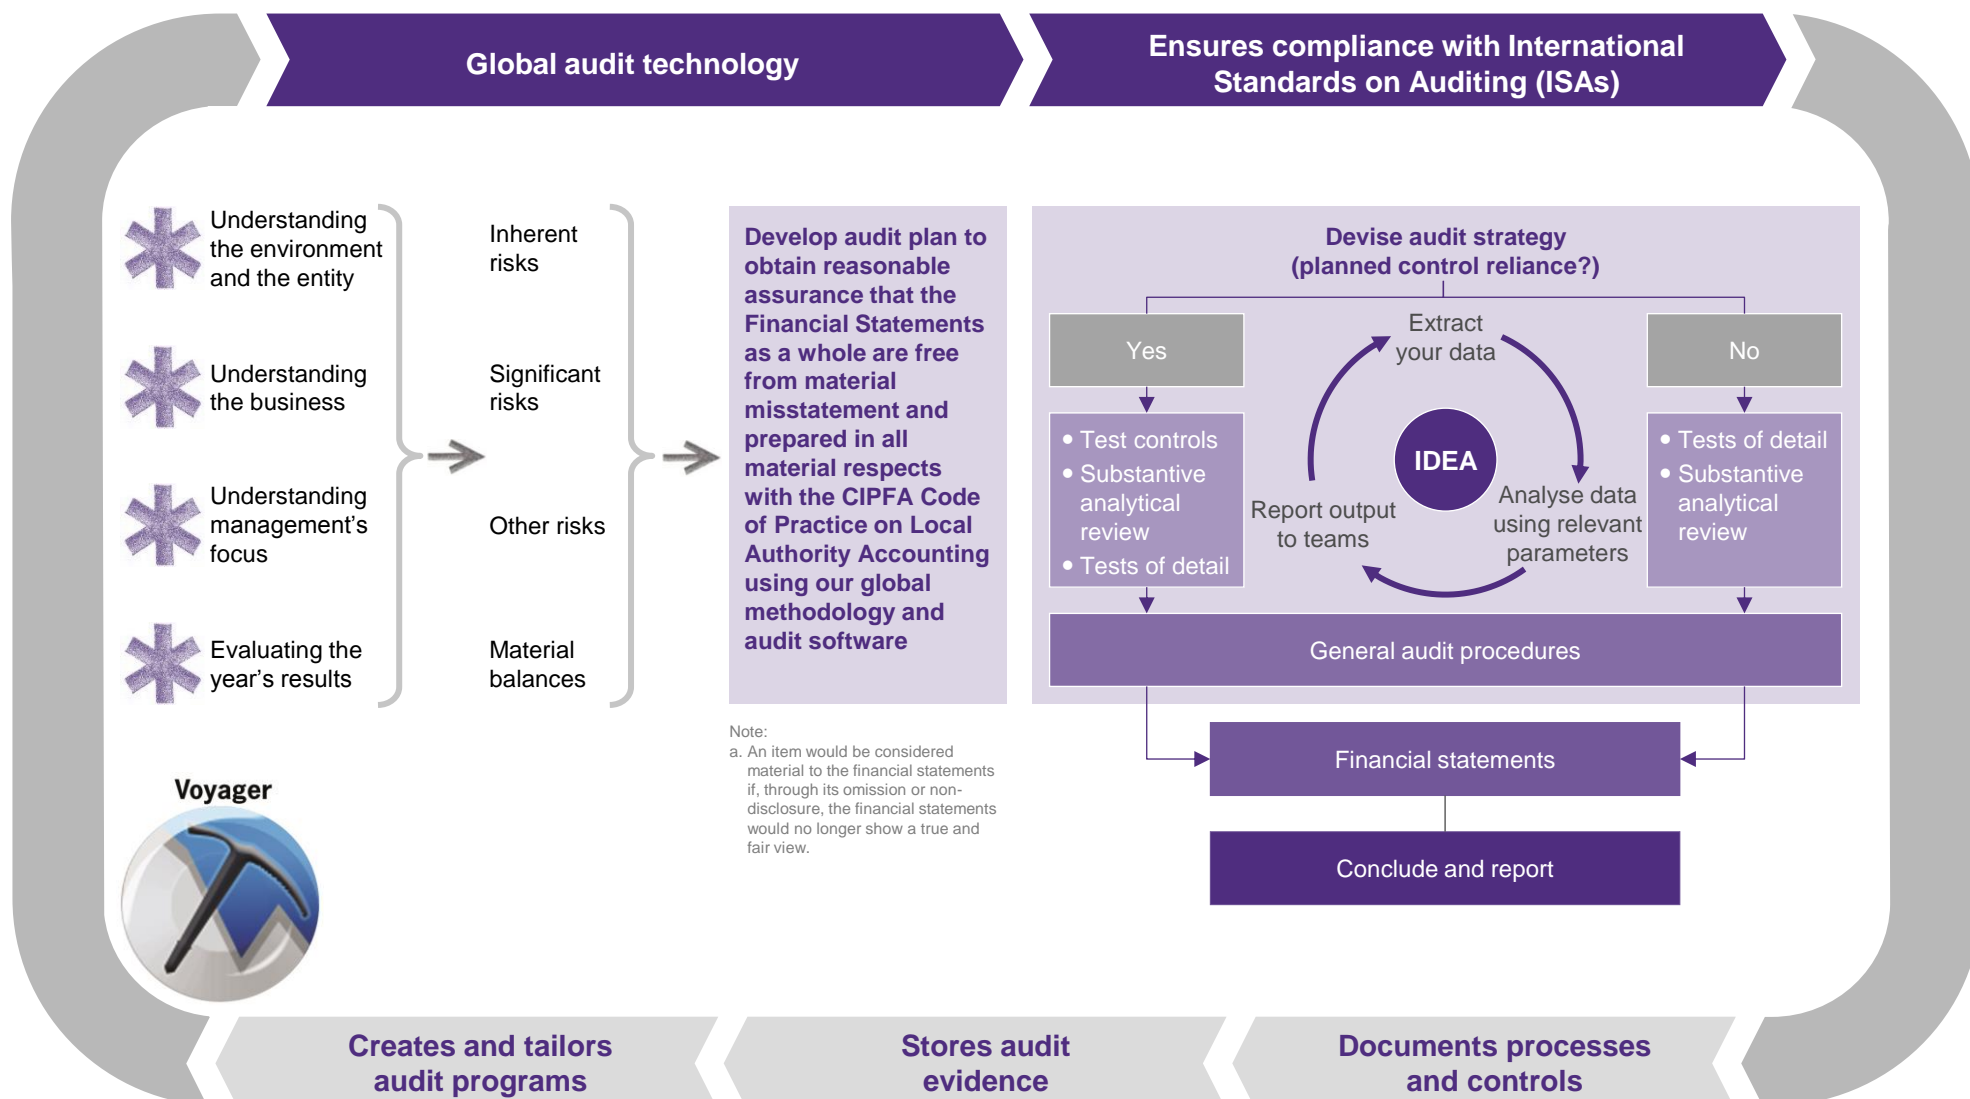 Global audit technology
Ensures compliance with International
Standards on Auditing (ISAs)
Understanding
the environment
and the entity
Understanding
the business
Understanding
management’s
focus
Evaluating the
year’s results
Inherent
risks
Significant
risks
Other risks
Material
balances
Develop audit plan to
obtain reasonable
assurance that the
Financial Statements
as a whole are free
from material
misstatement and
prepared in all
material respects
with the CIPFA Code
of Practice on Local
Authority Accounting
using our global
methodology and
audit software
Note:
a. An item would be considered
material to the financial statements
if, through its omission or non-
disclosure, the financial statements
would no longer show a true and
fair view.
Devise audit strategy
(planned control reliance?)
Yes
• Test controls
• Substantive
analytical
review
• Tests of detail
Extract
your data
IDEA
Analyse data
using relevant
parameters
Report output
to teams
No
• Tests of detail
• Substantive
analytical
review
General audit procedures
Financial statements
Conclude and report
Voyager
Creates and tailors
audit programs
Stores audit
evidence
Documents processes
and controls